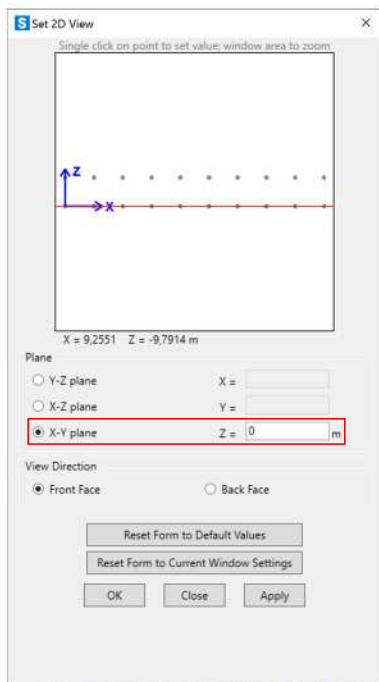 S Set 2D View
Single click on point to set value; window area to zoom
Z
X
X = 9,2551 Z = -9,7914 m
Plane
Y-Z plane X =
X-Z plane Y =
X-Y plane Z = 0 m
View Direction
Front Face Back Face
Reset Form to Default Values
Reset Form to Current Window Settings
OK Close Apply